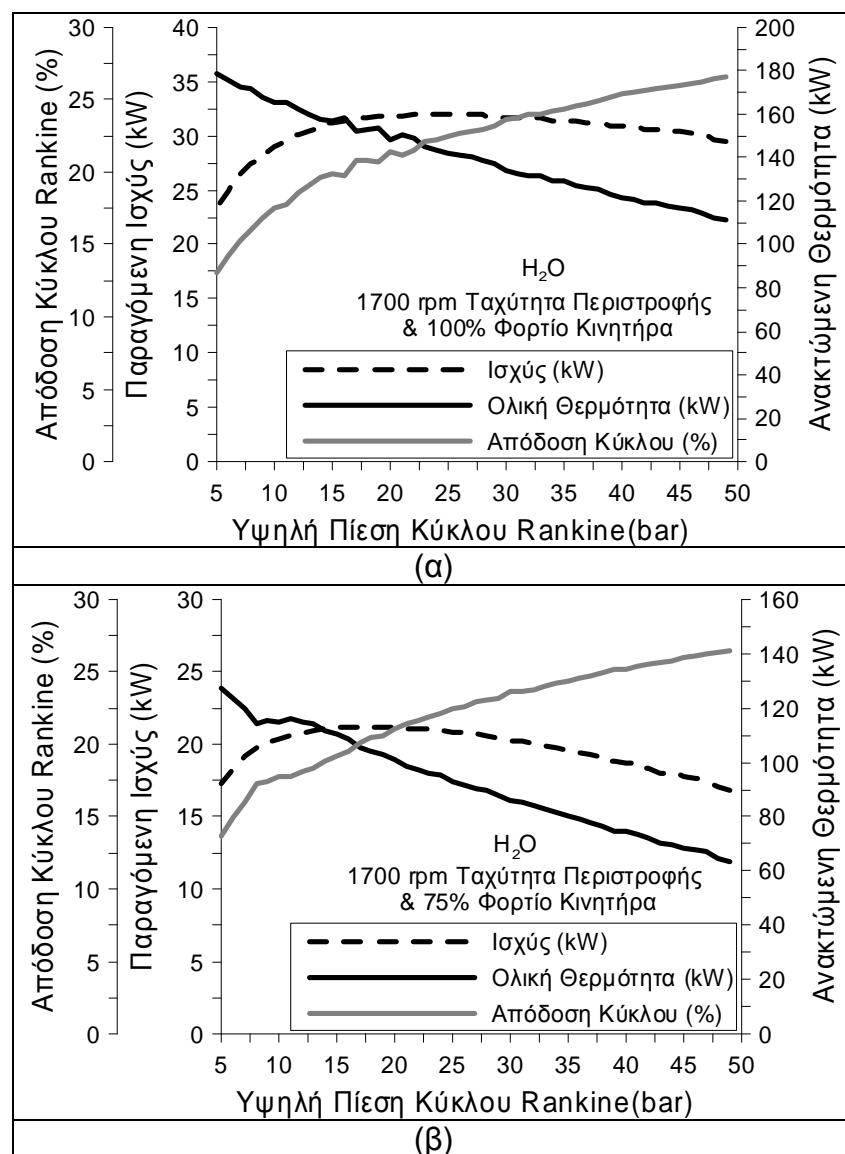 Απόδοση Κύκλου Rankine (%)
30
25
20
15
10
5
0
Παραγόμενη Ισχύς (kW)
40
35
30
25
20
15
10
5
0
200
180
160
140
120
100
80
60
40
20
0
Ανακτώμενη Θερμότητα (kW)
H₂O
1700 rpm Ταχύτητα Περιστροφής
& 100% Φορτίο Κινητήρα
Ισχύς (kW)
Ολική Θερμότητα (kW)
Απόδοση Κύκλου (%)
5 10 15 20 25 30 35 40 45 50
Υψηλή Πίεση Κύκλου Rankine(bar)
(α)
Απόδοση Κύκλου Rankine (%)
30
25
20
15
10
5
0
Παραγόμενη Ισχύς (kW)
30
25
20
15
10
5
0
160
140
120
100
80
60
40
20
0
Ανακτώμενη Θερμότητα (kW)
H₂O
1700 rpm Ταχύτητα Περιστροφής
& 75% Φορτίο Κινητήρα
Ισχύς (kW)
Ολική Θερμότητα (kW)
Απόδοση Κύκλου (%)
5 10 15 20 25 30 35 40 45 50
Υψηλή Πίεση Κύκλου Rankine(bar)
(β)